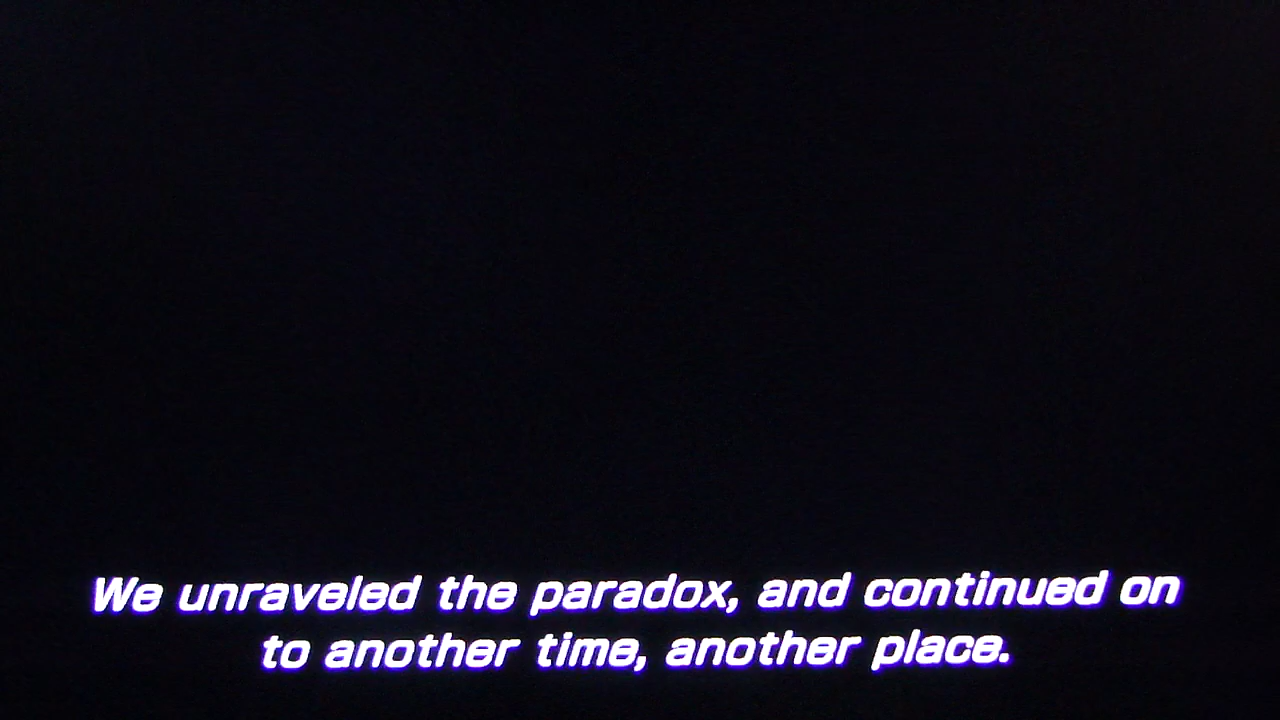 We unraveled the paradox, and continued on
to another time, another place.